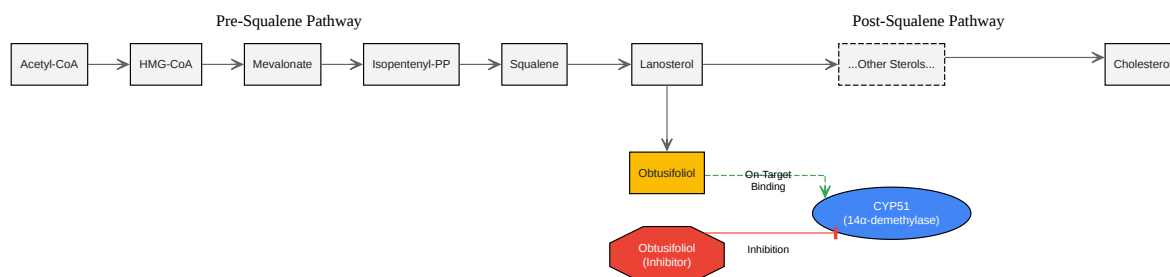 Pre-Squalene Pathway
Post-Squalene Pathway
Acetyl-CoA
HMG-CoA
Mevalonate
Isopentenyl-PP
Squalene
Lanosterol
...Other Sterols...
Cholesterol
Obtusifoliol
On-Target
Binding
CYP51
(14α-demethylase)
Obtusifoliol
(Inhibitor)
Inhibition